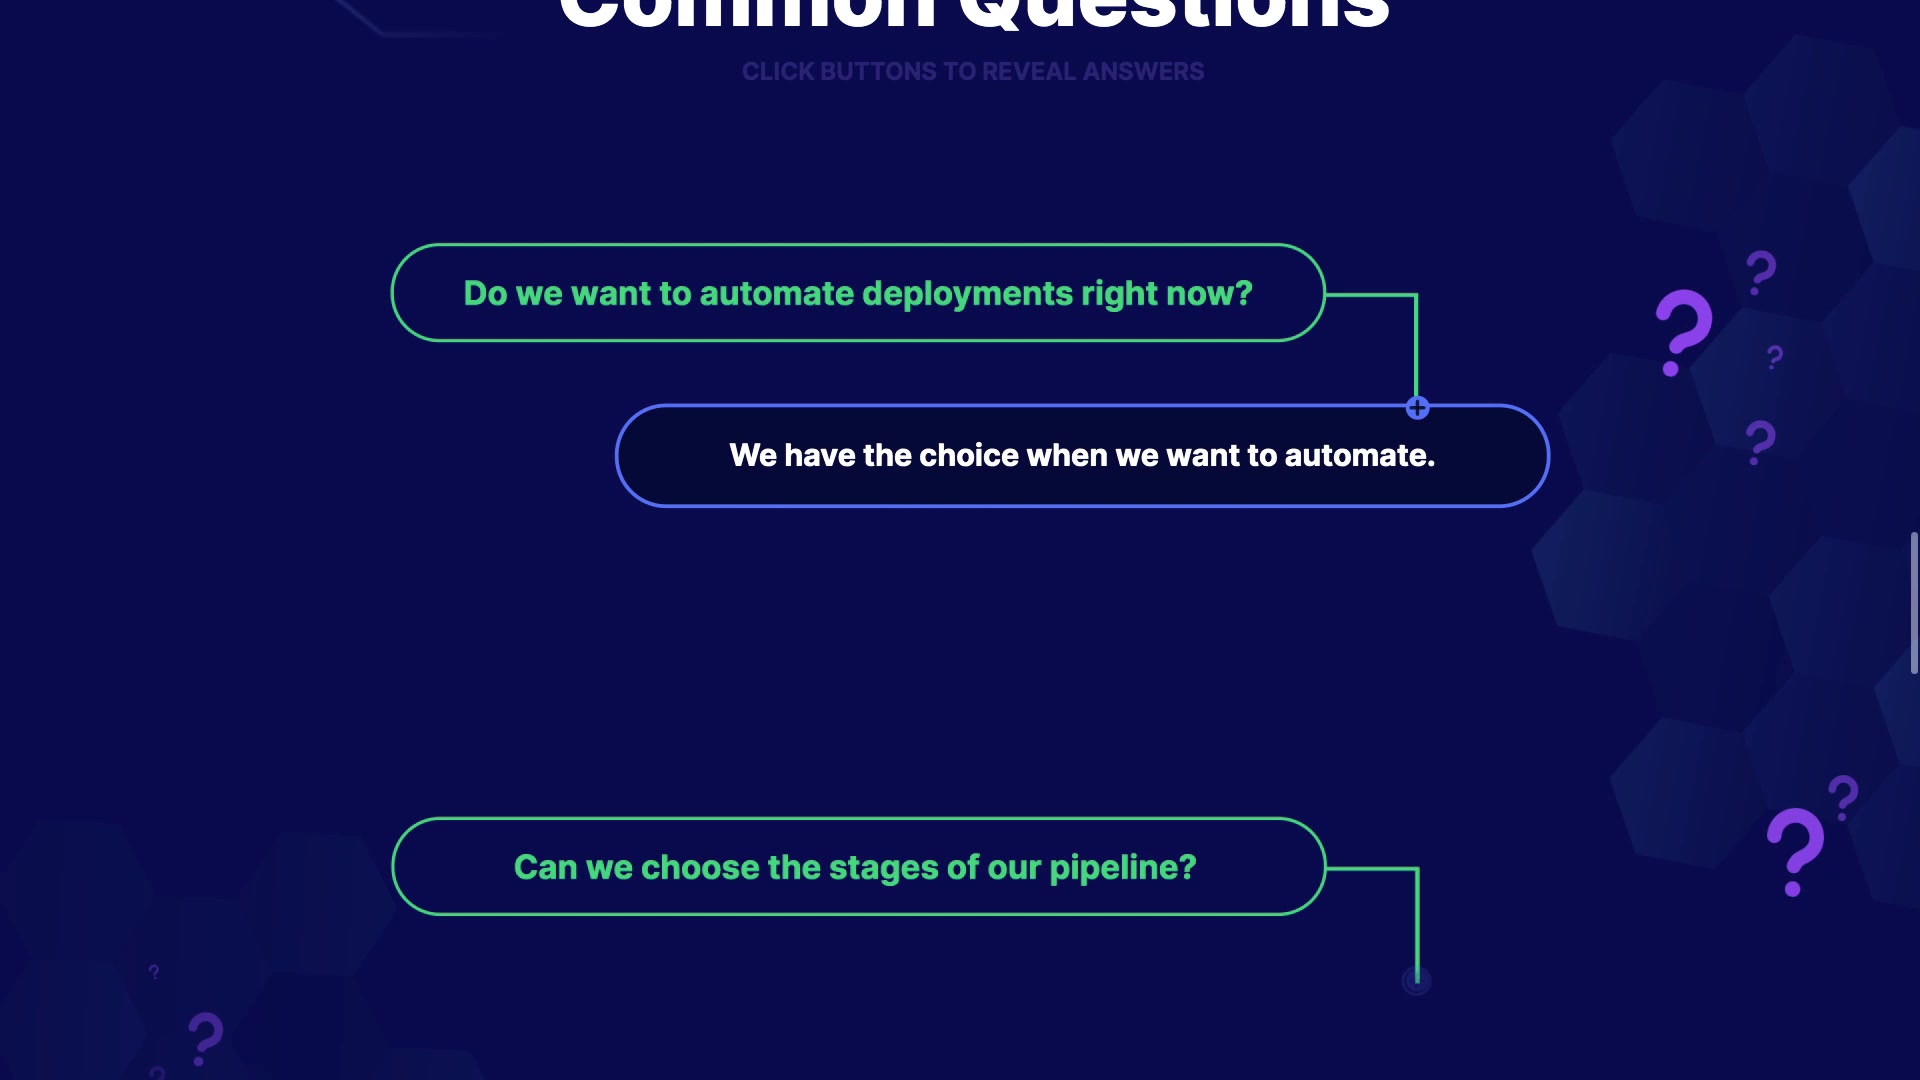 Common Questions
CLICK BUTTONS TO REVEAL ANSWERS
Do we want to automate deployments right now?
We have the choice when we want to automate.
Can we choose the stages of our pipeline?